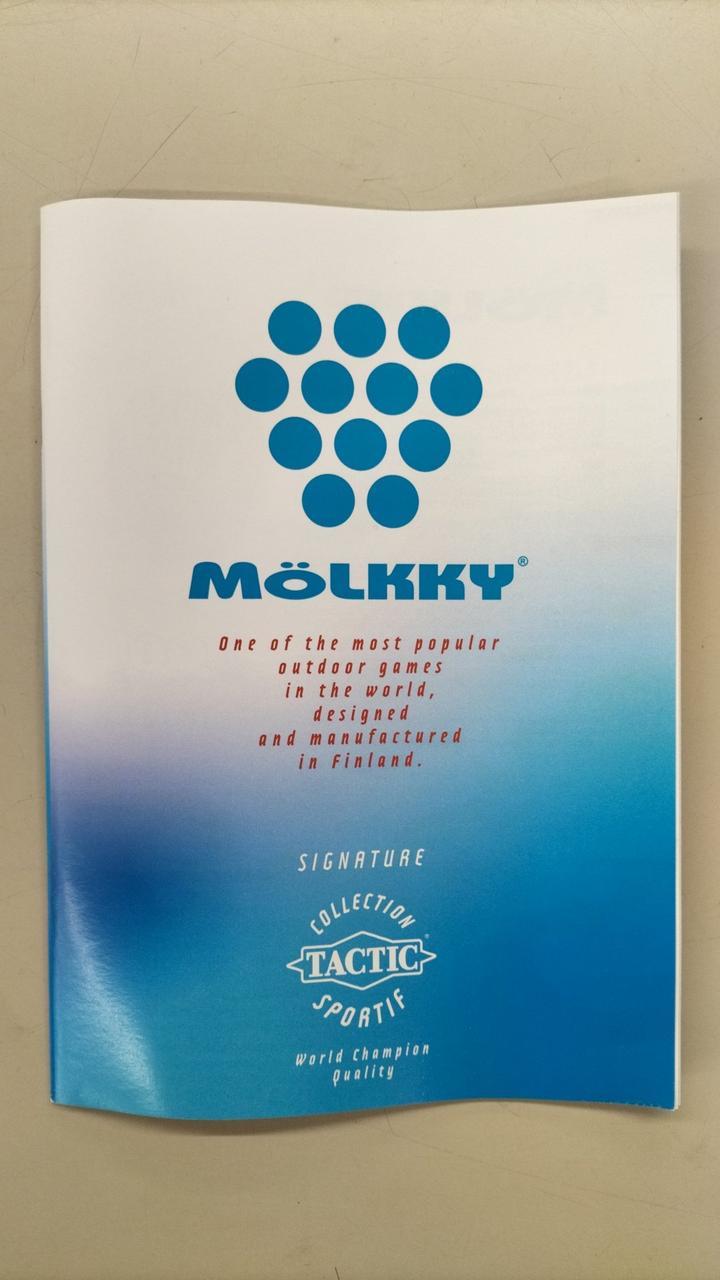 MÖLKKY®
One of the most popular
outdoor games
in the world,
designed
and manufactured
in Finland.
SIGNATURE
COLLECTION
TACTIC®
SPORTIF
World Champion
Quality